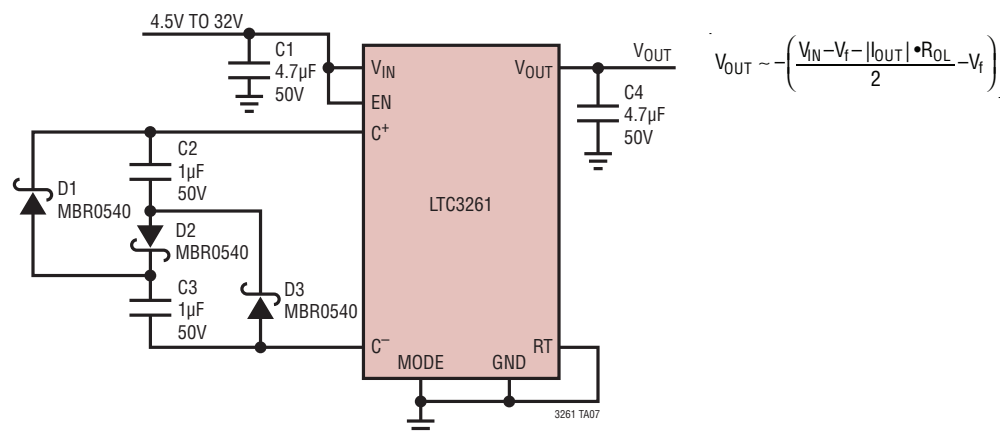 4.5V TO 32V
C1
4.7µF
50V
VIN
EN
C+
VOUT
VOUT
C4
4.7µF
50V
VOUT ~ –((VIN – Vf – |IOUT| • ROL)/2 – Vf)
C2
1µF
50V
D1
MBR0540
D2
MBR0540
C3
1µF
50V
D3
MBR0540
LTC3261
C–
MODE
GND
RT
3261 TA07